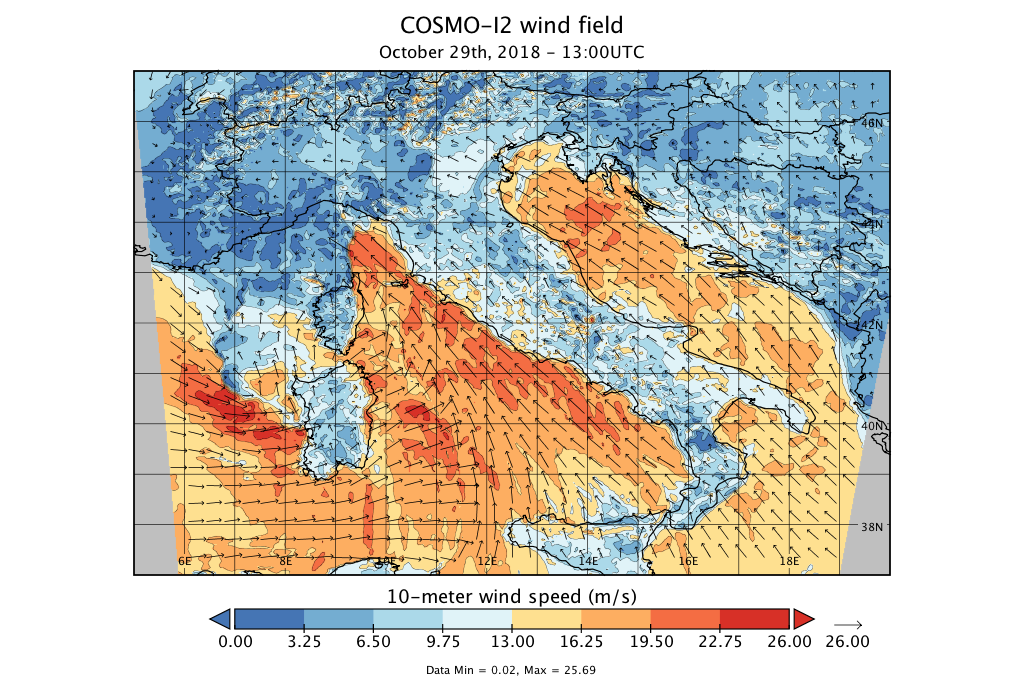 COSMO-I2 wind field
October 29th, 2018 - 13:00UTC
46N
44N
42N
40N
38N
6E 8E 10E 12E 14E 16E 18E
10-meter wind speed (m/s)
0.00 3.25 6.50 9.75 13.00 16.25 19.50 22.75 26.00 26.00
Data Min = 0.02, Max = 25.69